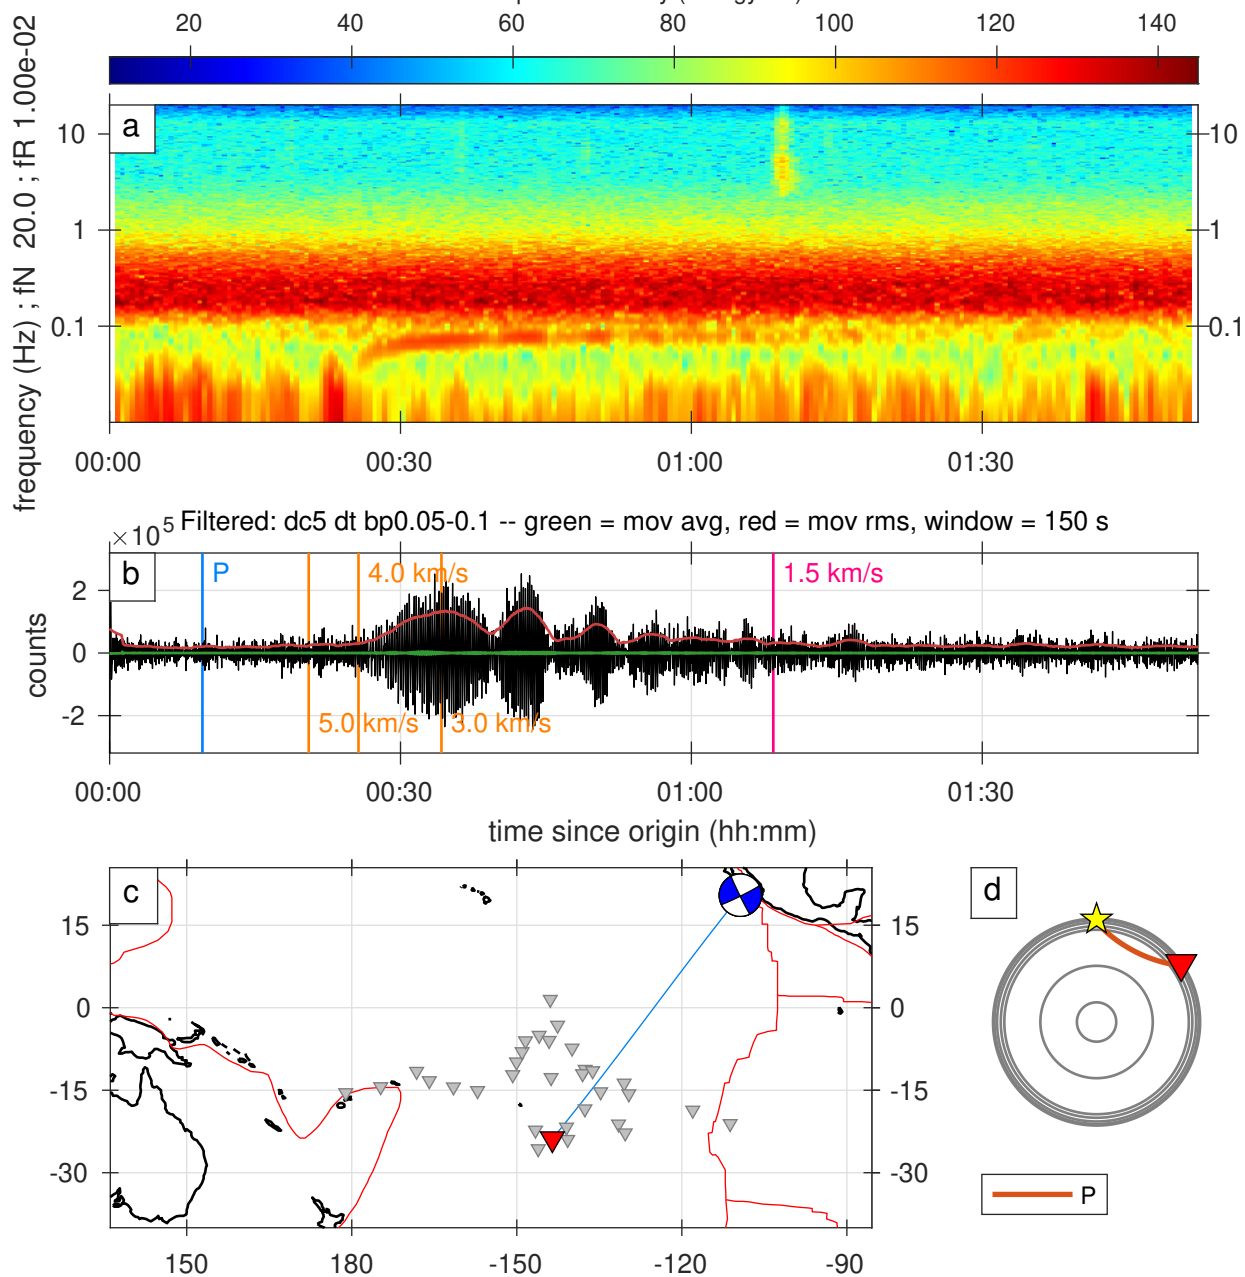 20 40 60 80 100 120 140
a
10 10
1 1
0.1 0.1
frequency (Hz) ; fN 20.0 ; fR 1.00e-02
00:00 00:30 01:00 01:30
×10⁵ Filtered: dc5 dt bp0.05-0.1 -- green = mov avg, red = mov rms, window = 150 s
b
P 4.0 km/s 1.5 km/s
2
0
-2
counts
5.0 km/s 3.0 km/s
00:00 00:30 01:00 01:30
time since origin (hh:mm)
c d
15 15
0 0
-15 -15
-30 -30
P
150 180 -150 -120 -90